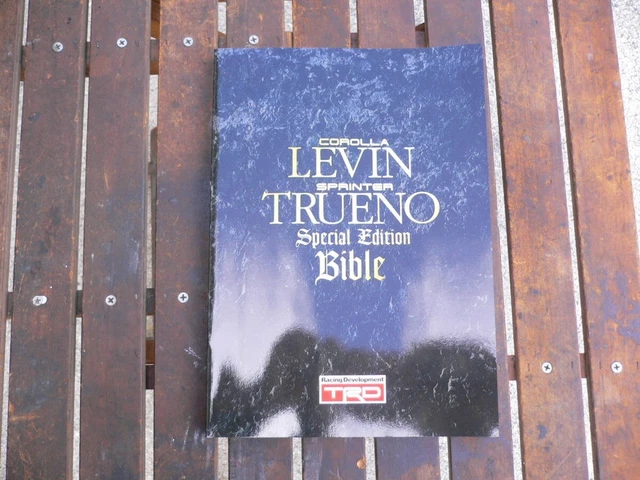 COROLLA
LEVIN
SPRINTER
TRUENO
Special Edition
Bible
Racing Development
TRD